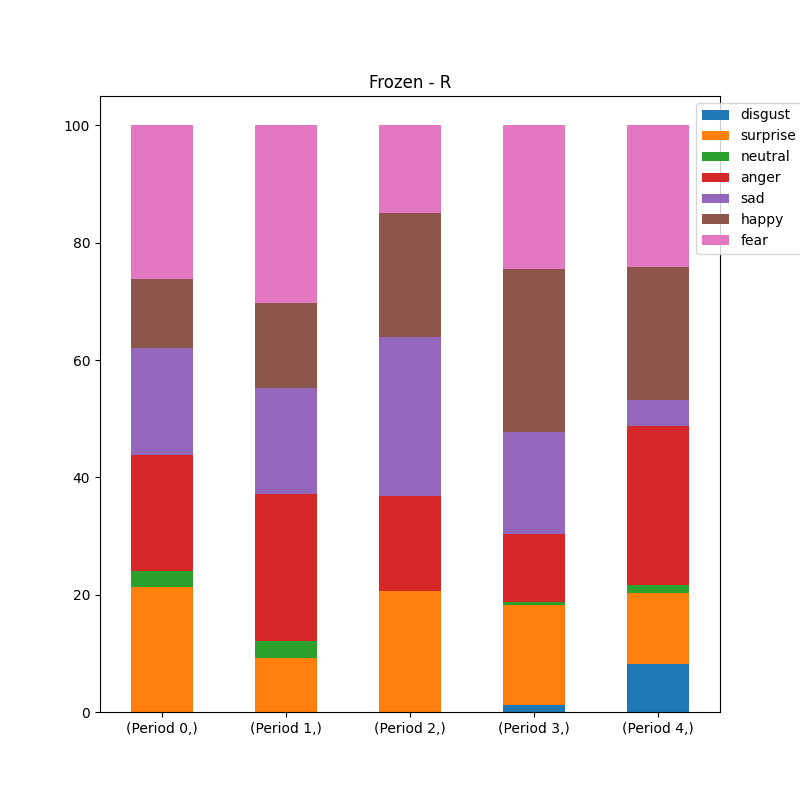 Frozen - R
disgust
surprise
neutral
anger
sad
happy
fear
100
80
60
40
20
0
(Period 0,) (Period 1,) (Period 2,) (Period 3,) (Period 4,)